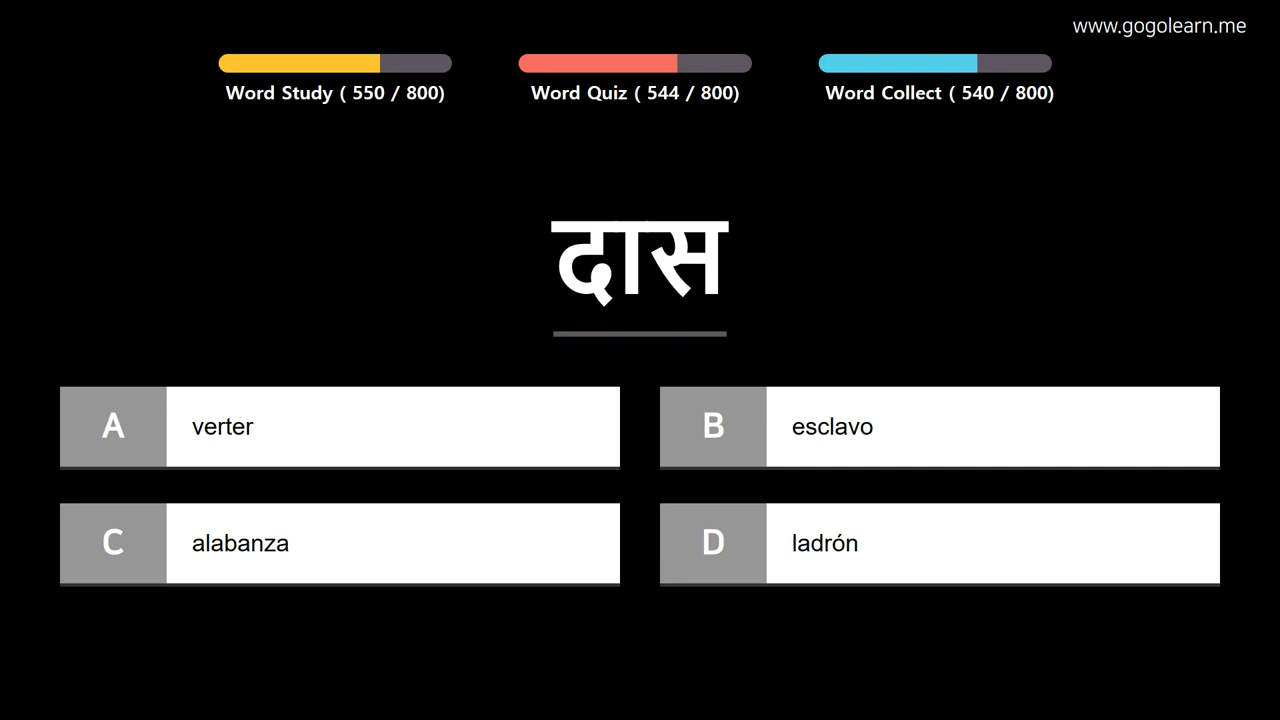 www.gogolearn.me
Word Study ( 550 / 800)
Word Quiz ( 544 / 800)
Word Collect ( 540 / 800)
दास
A verter
B esclavo
C alabanza
D ladrón